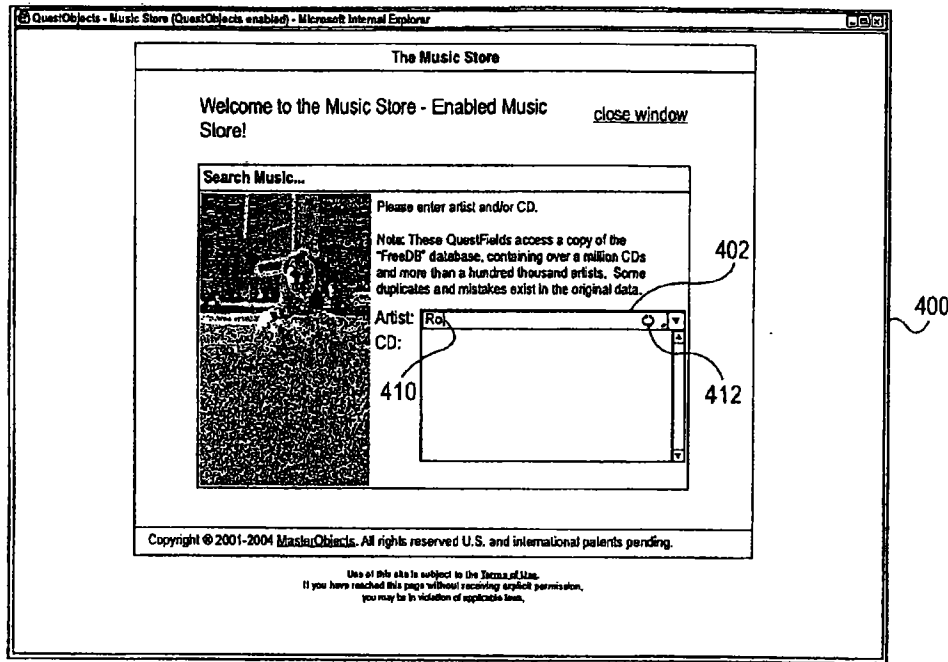 QuestObjects - Music Store (QuestObjects enabled) - Microsoft Internal Explorer
The Music Store
Welcome to the Music Store - Enabled Music
Store!
close window
Search Music...
Please enter artist and/or CD.
Note: These QuestFields access a copy of the
"FreeDB" database, containing over a million CDs
and more than a hundred thousand artists. Some
duplicates and mistakes exist in the original data.
402
400
Artist: Rol
CD:
410
412
Copyright © 2001-2004 MasterObjects. All rights reserved U.S. and international patents pending.
Use of this site is subject to the Terms of Use.
If you have reached this page without receiving explicit permission,
you may be in violation of applicable laws.